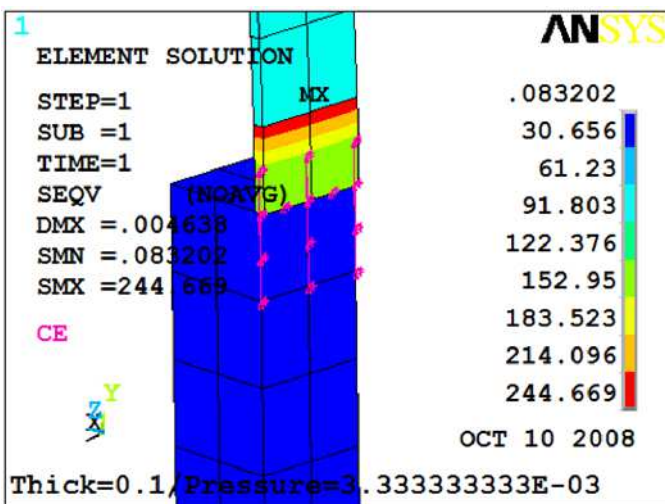 1
ANSYS
ELEMENT SOLUTION
STEP=1
SUB =1
TIME=1
SEQV (NOAVG)
DMX =.004638
SMN =.083202
SMX=244.669
CE
MX
.083202
30.656
61.23
91.803
122.376
152.95
183.523
214.096
244.669
Z
Y
X
OCT 10 2008
Thick=0.1/Pressure=3.333333333E-03